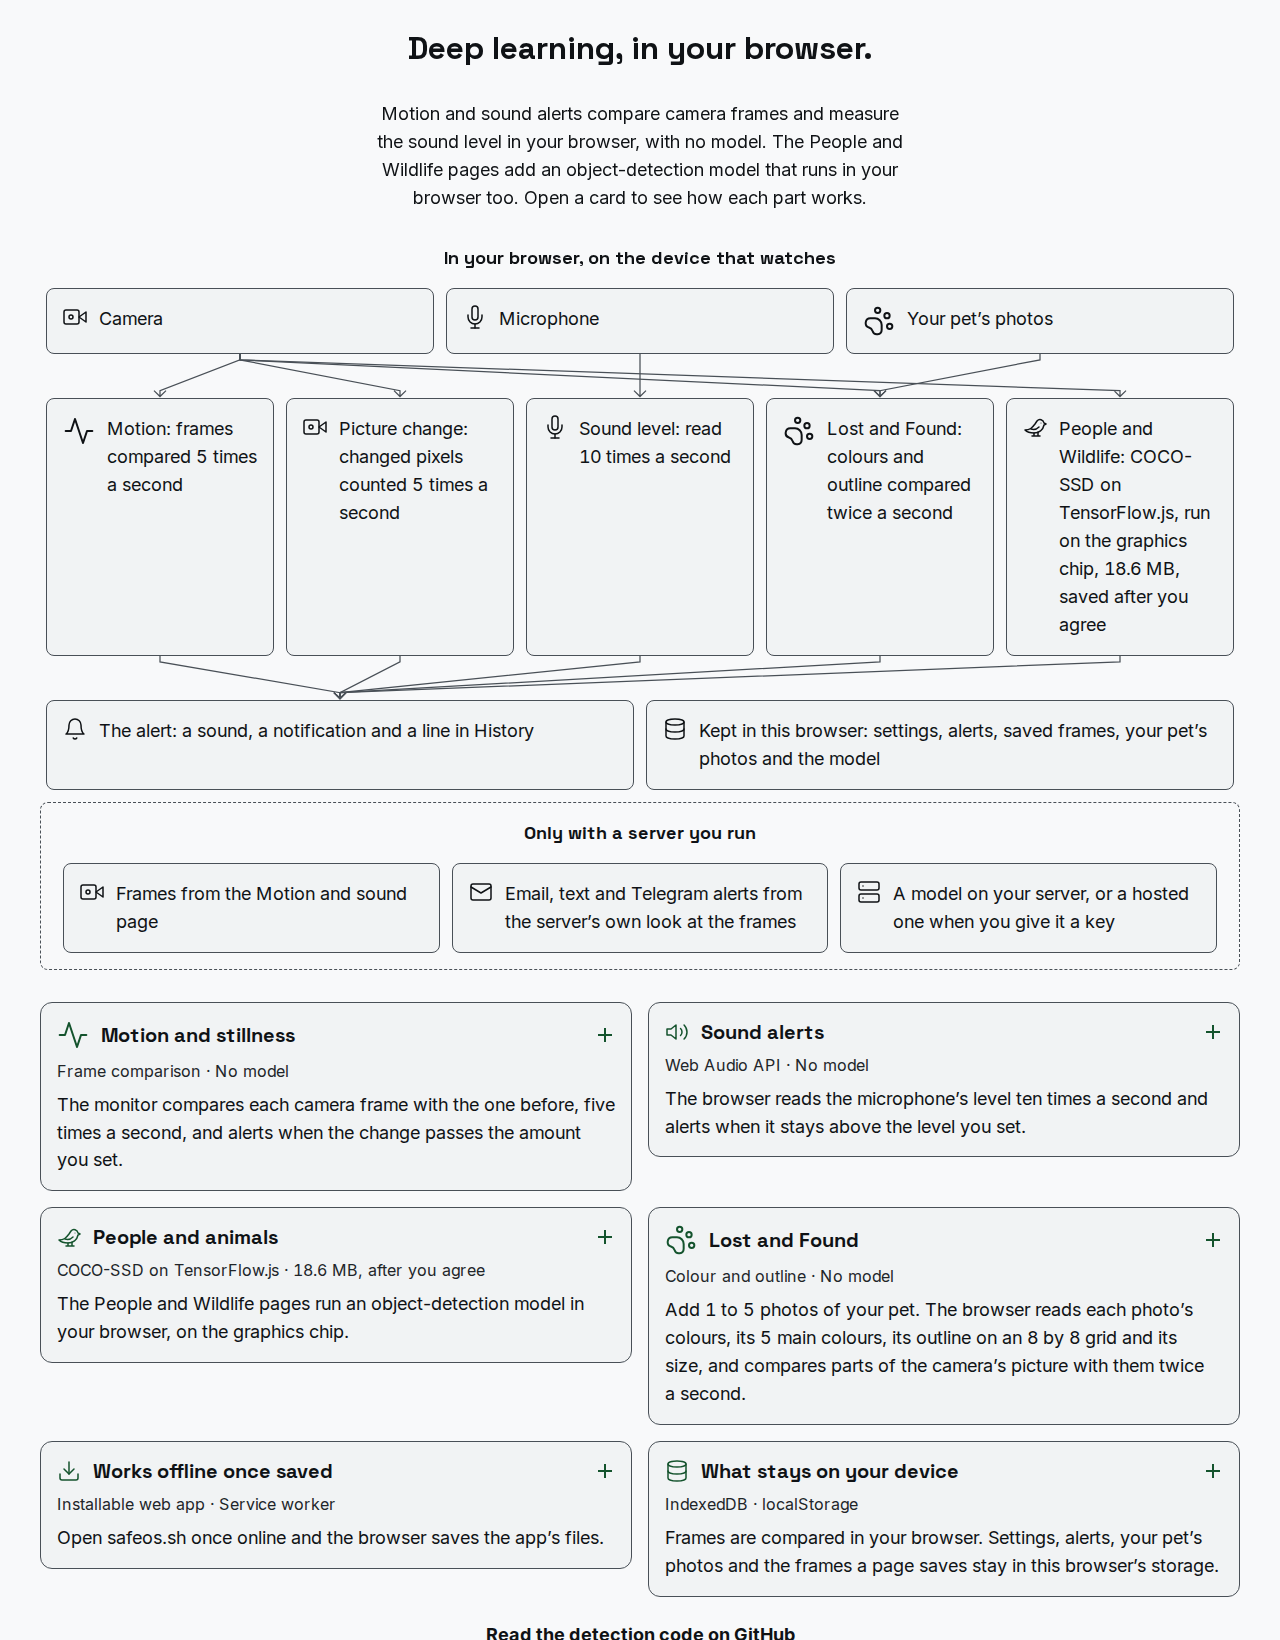 Deep learning, in your browser.
Motion and sound alerts compare camera frames and measure
the sound level in your browser, with no model. The People and
Wildlife pages add an object-detection model that runs in your
browser too. Open a card to see how each part works.
In your browser, on the device that watches
Camera
Microphone
Your pet’s photos
Motion: frames
compared 5 times
a second
Picture change:
changed pixels
counted 5 times a
second
Sound level: read
10 times a second
Lost and Found:
colours and
outline compared
twice a second
People and
Wildlife: COCO-
SSD on
TensorFlow.js, run
on the graphics
chip, 18.6 MB,
saved after you
agree
The alert: a sound, a notification and a line in History
Kept in this browser: settings, alerts, saved frames, your pet’s
photos and the model
Only with a server you run
Frames from the Motion and sound
page
Email, text and Telegram alerts from
the server’s own look at the frames
A model on your server, or a hosted
one when you give it a key
Motion and stillness
Frame comparison · No model
The monitor compares each camera frame with the one before, five
times a second, and alerts when the change passes the amount
you set.
Sound alerts
Web Audio API · No model
The browser reads the microphone’s level ten times a second and
alerts when it stays above the level you set.
People and animals
COCO-SSD on TensorFlow.js · 18.6 MB, after you agree
The People and Wildlife pages run an object-detection model in
your browser, on the graphics chip.
Lost and Found
Colour and outline · No model
Add 1 to 5 photos of your pet. The browser reads each photo’s
colours, its 5 main colours, its outline on an 8 by 8 grid and its
size, and compares parts of the camera’s picture with them twice
a second.
Works offline once saved
Installable web app · Service worker
Open safeos.sh once online and the browser saves the app’s files.
What stays on your device
IndexedDB · localStorage
Frames are compared in your browser. Settings, alerts, your pet’s
photos and the frames a page saves stay in this browser’s storage.
Read the detection code on GitHub